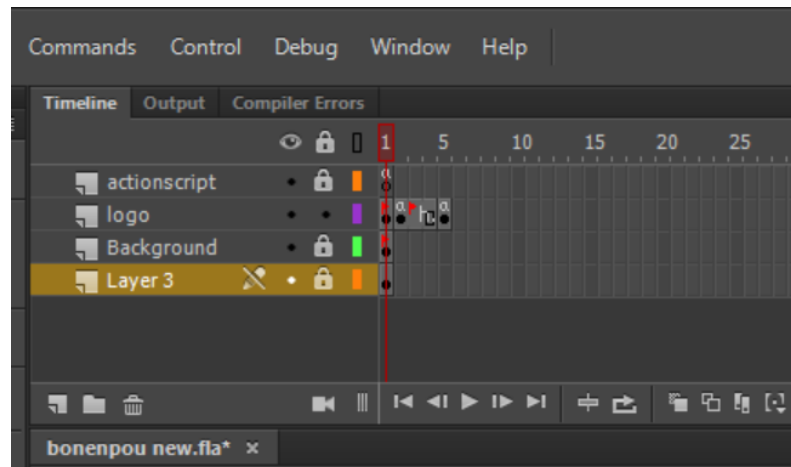 Commands Control Debug Window Help
Timeline Output Compiler Errors
1 5 10 15 20 25
actionscript
logo
Background
Layer 3
bonenpou new.fla* ×